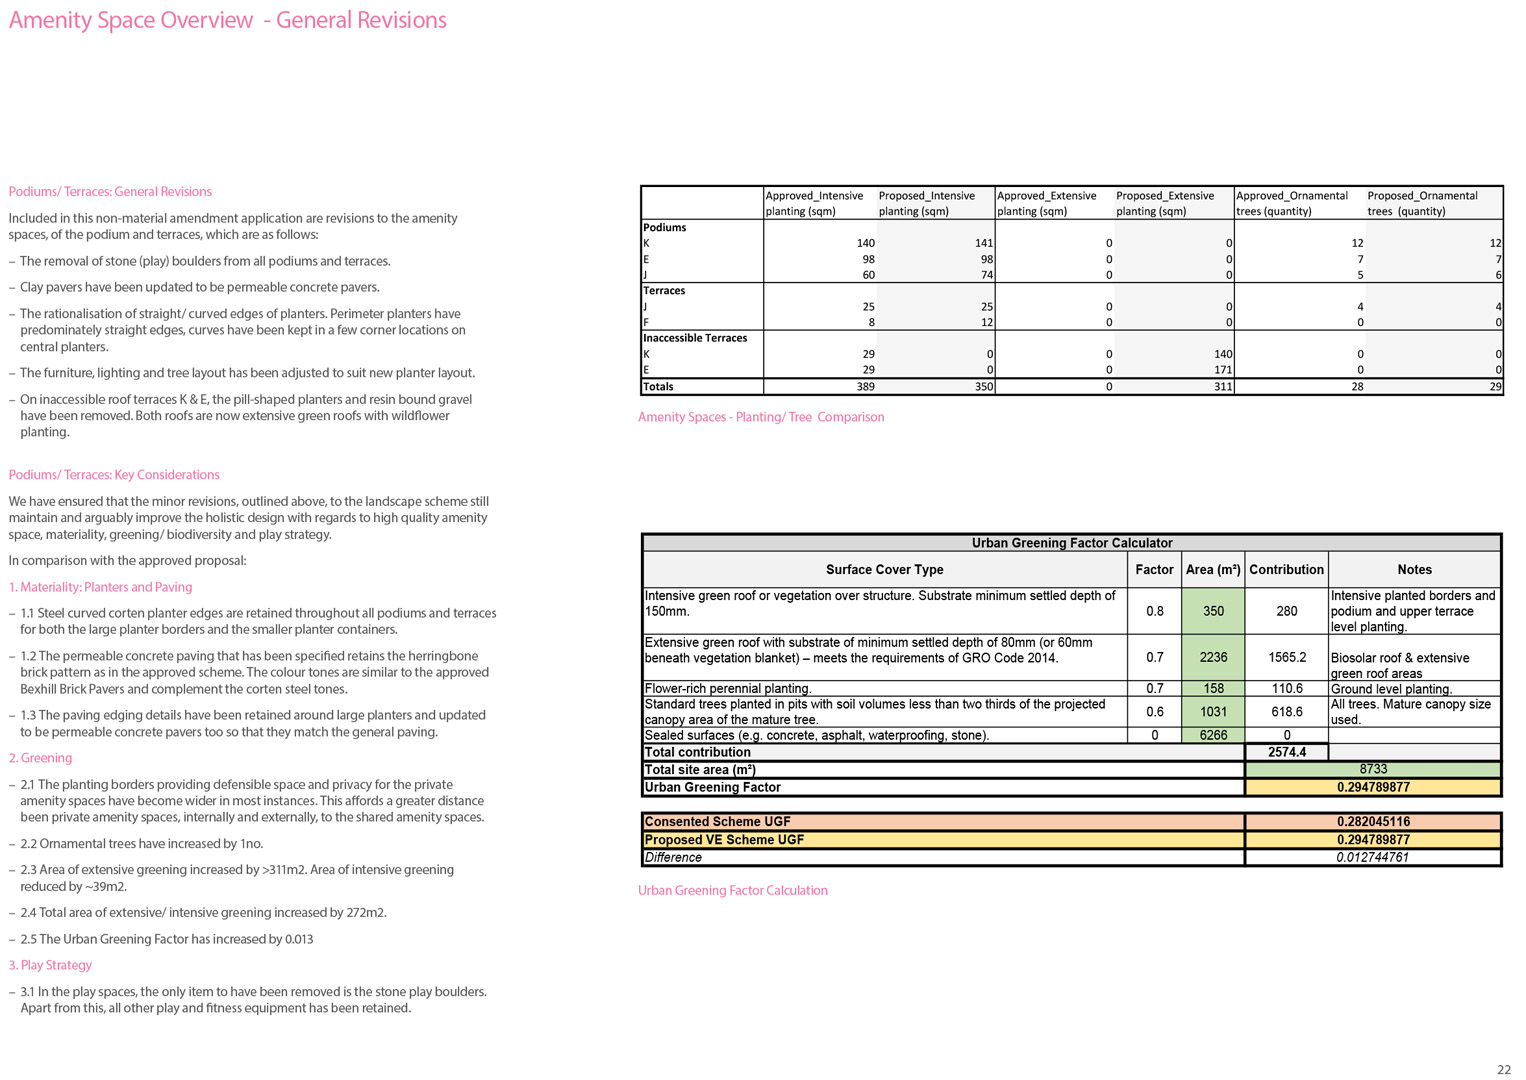 Amenity Space Overview - General Revisions
Podiums/ Terraces: General Revisions
Included in this non-material amendment application are revisions to the amenity
spaces, of the podium and terraces, which are as follows:
– The removal of stone (play) boulders from all podiums and terraces.
– Clay pavers have been updated to be permeable concrete pavers.
– The rationalisation of straight/ curved edges of planters. Perimeter planters have
predominately straight edges, curves have been kept in a few corner locations on
central planters.
– The furniture, lighting and tree layout has been adjusted to suit new planter layout.
– On inaccessible roof terraces K & E, the pill-shaped planters and resin bound gravel
have been removed. Both roofs are now extensive green roofs with wildflower
planting.
Podiums/ Terraces: Key Considerations
We have ensured that the minor revisions, outlined above, to the landscape scheme still
maintain and arguably improve the holistic design with regards to high quality amenity
space, materiality, greening/ biodiversity and play strategy.
In comparison with the approved proposal:
1. Materiality: Planters and Paving
– 1.1 Steel curved corten planter edges are retained throughout all podiums and terraces
for both the large planter borders and the smaller planter containers.
– 1.2 The permeable concrete paving that has been specified retains the herringbone
brick pattern as in the approved scheme. The colour tones are similar to the approved
Bexhill Brick Pavers and complement the corten steel tones.
– 1.3 The paving edging details have been retained around large planters and updated
to be permeable concrete pavers too so that they match the general paving.
2. Greening
– 2.1 The planting borders providing defensible space and privacy for the private
amenity spaces have become wider in most instances. This affords a greater distance
been private amenity spaces, internally and externally, to the shared amenity spaces.
– 2.2 Ornamental trees have increased by 1no.
– 2.3 Area of extensive greening increased by >311m2. Area of intensive greening
reduced by ~39m2.
– 2.4 Total area of extensive/ intensive greening increased by 272m2.
– 2.5 The Urban Greening Factor has increased by 0.013
3. Play Strategy
– 3.1 In the play spaces, the only item to have been removed is the stone play boulders.
Apart from this, all other play and fitness equipment has been retained.
Approved_Intensive Proposed_Intensive Approved_Extensive Proposed_Extensive Approved_Ornamental Proposed_Ornamental
planting (sqm) planting (sqm) planting (sqm) planting (sqm) trees (quantity) trees (quantity)
Podiums
K 140 141 0 0 12 12
E 98 98 0 0 7 7
J 60 74 0 0 5 6
Terraces
J 25 25 0 0 4 4
F 8 12 0 0 0 0
Inaccessible Terraces
K 29 0 0 140 0 0
E 29 0 0 171 0 0
Totals 389 350 0 311 28 29
Amenity Spaces - Planting/ Tree Comparison
Urban Greening Factor Calculator
Surface Cover Type Factor Area (m²) Contribution Notes
Intensive green roof or vegetation over structure. Substrate minimum settled depth of
150mm. 0.8 350 280 Intensive planted borders and
podium and upper terrace
level planting.
Extensive green roof with substrate of minimum settled depth of 80mm (or 60mm
beneath vegetation blanket) – meets the requirements of GRO Code 2014. 0.7 2236 1565.2 Biosolar roof & extensive
green roof areas
Flower-rich perennial planting. 0.7 158 110.6 Ground level planting.
Standard trees planted in pits with soil volumes less than two thirds of the projected
canopy area of the mature tree. 0.6 1031 618.6 All trees. Mature canopy size
used.
Sealed surfaces (e.g. concrete, asphalt, waterproofing, stone). 0 6266 0
Total contribution 2574.4
Total site area (m²) 8733
Urban Greening Factor 0.294789877
Consented Scheme UGF 0.282045116
Proposed VE Scheme UGF 0.294789877
Difference 0.012744761
Urban Greening Factor Calculation
22